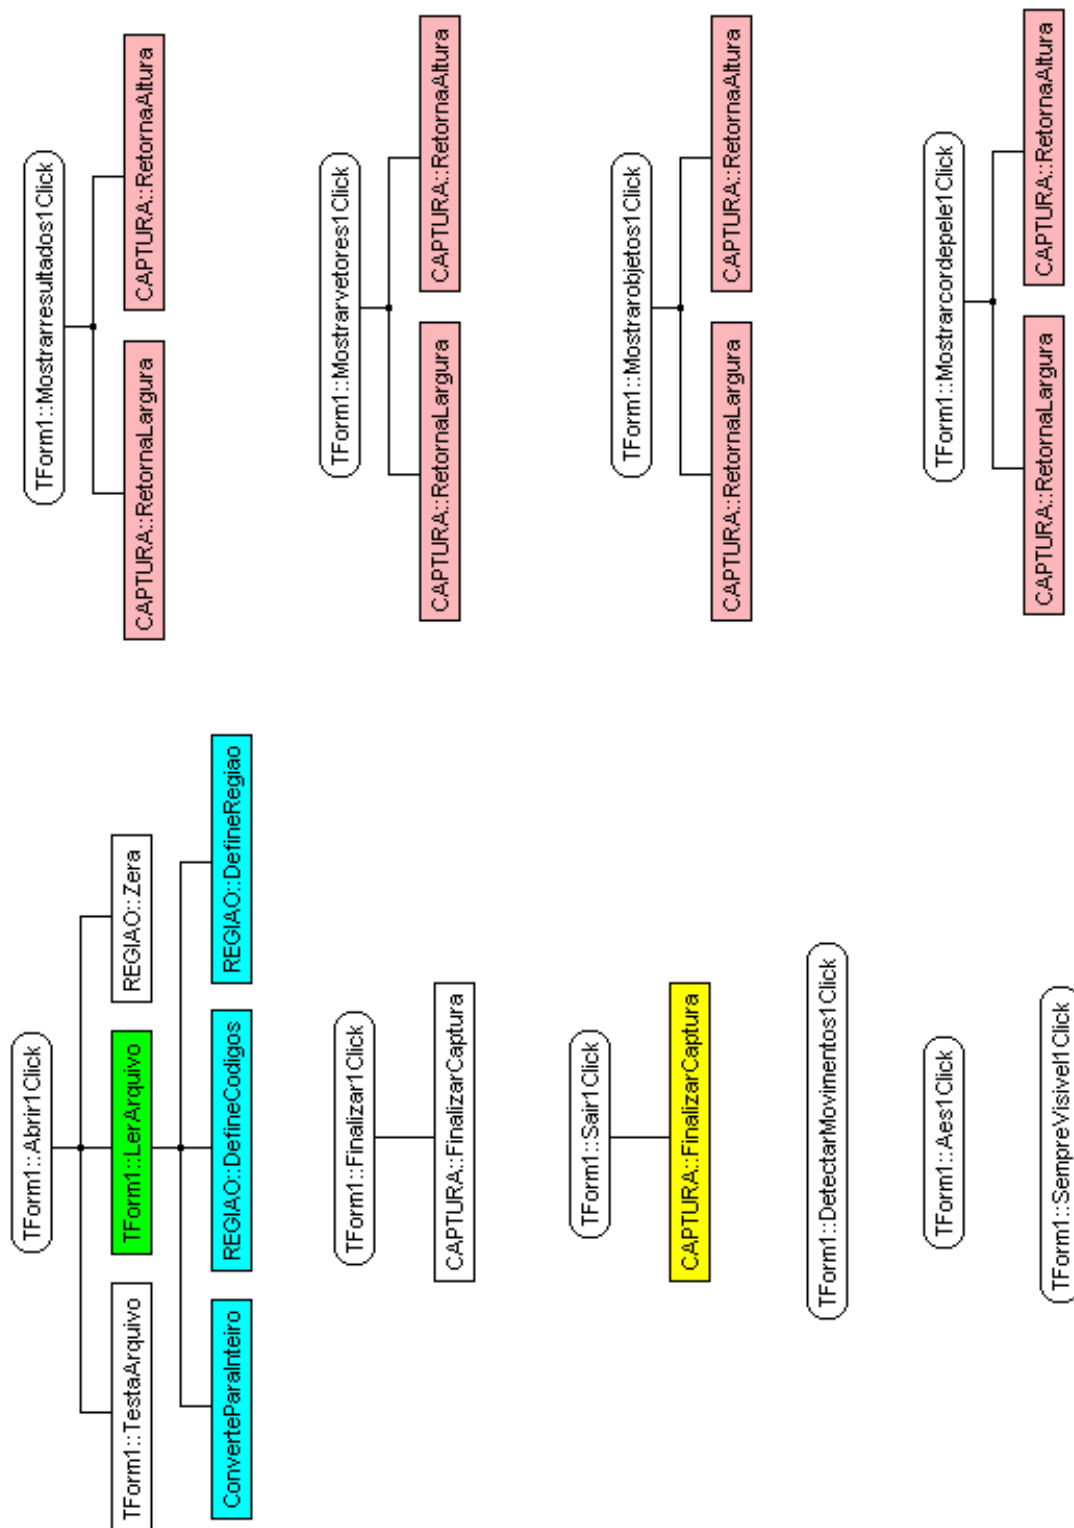 TForm1::Abrir1Click
TForm1::TestaArquivo
TForm1::LerArquivo
REGIAO::Zera
ConverteParaInteiro
REGIAO::DefineCodigos
REGIAO::DefineRegiao
TForm1::Finalizar1Click
CAPTURA::FinalizarCaptura
TForm1::Sair1Click
CAPTURA::FinalizarCaptura
TForm1::DetectarMovimentos1Click
TForm1::Aes1Click
TForm1::SempreVisivel1Click
TForm1::Mostrarresultados1Click
CAPTURA::RetornaLargura
CAPTURA::RetornaAltura
TForm1::Mostrarvetores1Click
CAPTURA::RetornaLargura
CAPTURA::RetornaAltura
TForm1::Mostrarobjetos1Click
CAPTURA::RetornaLargura
CAPTURA::RetornaAltura
TForm1::Mostrarcordepele1Click
CAPTURA::RetornaLargura
CAPTURA::RetornaAltura